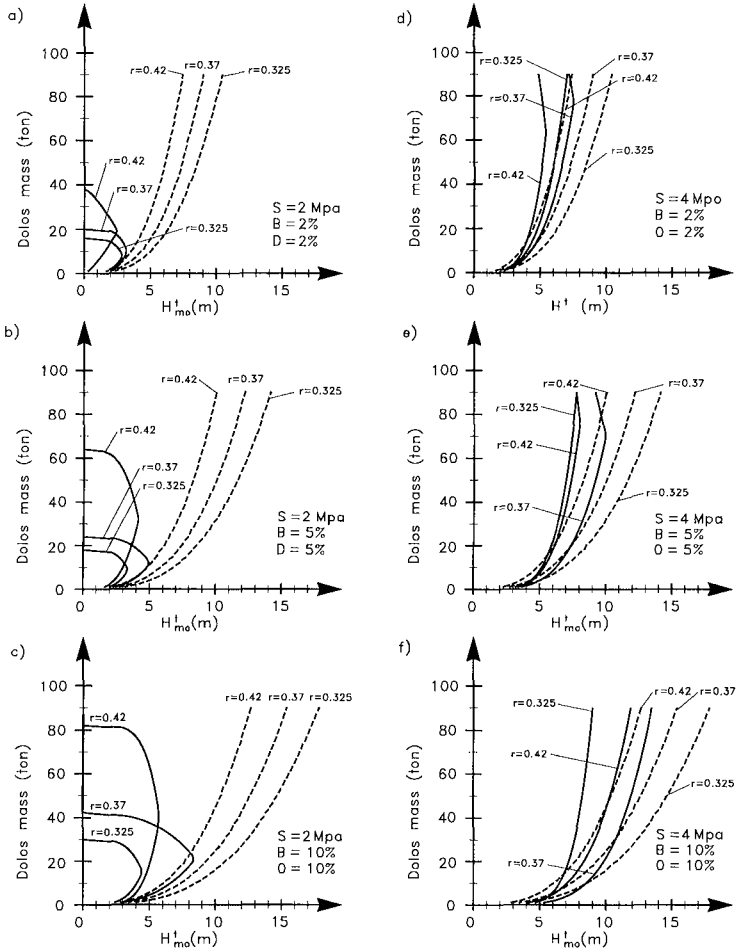 a)
100
80
60
40
20
0
Dolos mass (ton)
r=0.42
r=0.37
r=0.325
r=0.42
r=0.37
r=0.325
S = 2 Mpa
B = 2%
D = 2%
5
10
15
H^t_mo(m)
b)
100
80
60
40
20
0
Dolos mass (ton)
r=0.42
r=0.37
r=0.325
r=0.42
r=0.37
r=0.325
S = 2 Mpa
B = 5%
D = 5%
5
10
15
H^t_mo(m)
c)
100
80
60
40
20
0
Dolos mass (ton)
r=0.42
r=0.37
r=0.325
r=0.42
r=0.37
r=0.325
S = 2 Mpa
B = 10%
0 = 10%
5
10
15
H^t_mo(m)
d)
100
80
60
40
20
0
Dolos mass (ton)
r=0.325
r=0.37
r=0.42
r=0.37
r=0.325
r=0.42
S = 4 Mpo
B = 2%
0 = 2%
5
10
15
H^t (m)
e)
100
80
60
40
20
0
Dolos mass (ton)
r=0.42
r=0.37
r=0.325
r=0.42
r=0.37
r=0.325
S = 4 Mpa
B = 5%
0 = 5%
5
10
15
H^t_mo(m)
f)
100
80
60
40
20
0
Dolos mass (ton)
r=0.325
r=0.42
r=0.37
r=0.42
r=0.325
r=0.37
S = 4 Mpa
B = 10%
0 = 10%
5
10
15
H^t_mo(m)